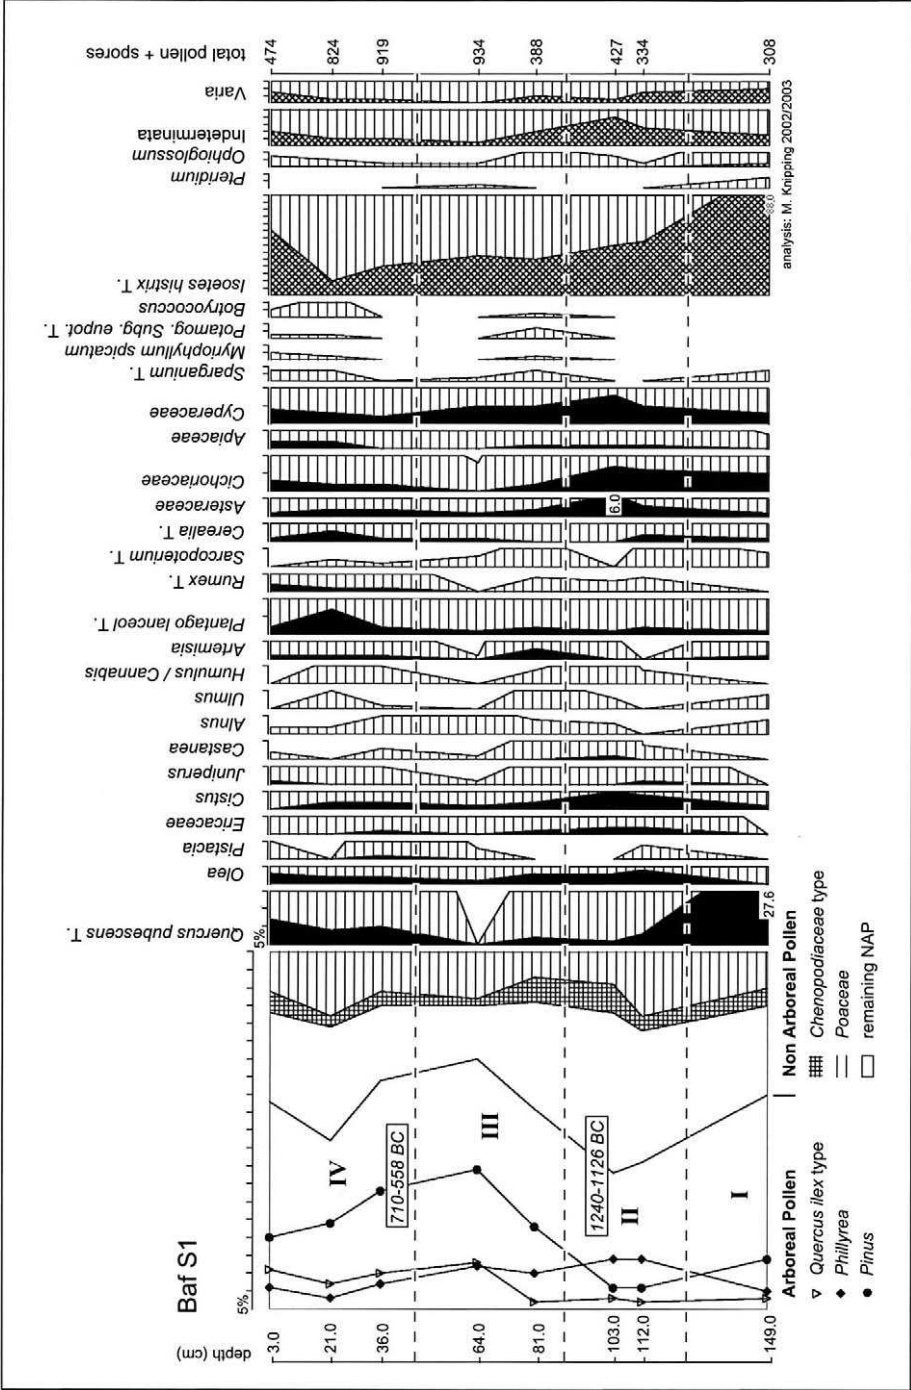 Baf S1
depth (cm)
5%
5%
Quercus pubescens T.
Olea
Pistacia
Ericaceae
Cistus
Juniperus
Castanea
Alnus
Ulmus
Humulus / Cannabis
Artemisia
Plantago lanceol T.
Rumex T.
Sarcopoterium T.
Cerealia T.
Asteraceae
Cichoriaceae
Apiaceae
Cyperaceae
Sparganium T.
Myriophyllum spicatum
Potamog. Subg. eupot. T.
Botryococcus
Isoetes histrix T.
Pteridium
Ophioglossum
Indeterminata
Varia
total pollen + spores
3.0
21.0
36.0
64.0
81.0
103.0
112.0
149.0
474
824
919
934
388
427
334
308
IV
710-558 BC
III
1240-1126 BC
II
I
6.0
27.6
88,0
Arboreal Pollen
Quercus ilex type
Phillyrea
Pinus
Non Arboreal Pollen
Chenopodiaceae type
Poaceae
remaining NAP
analysis: M. Knipping 2002/2003